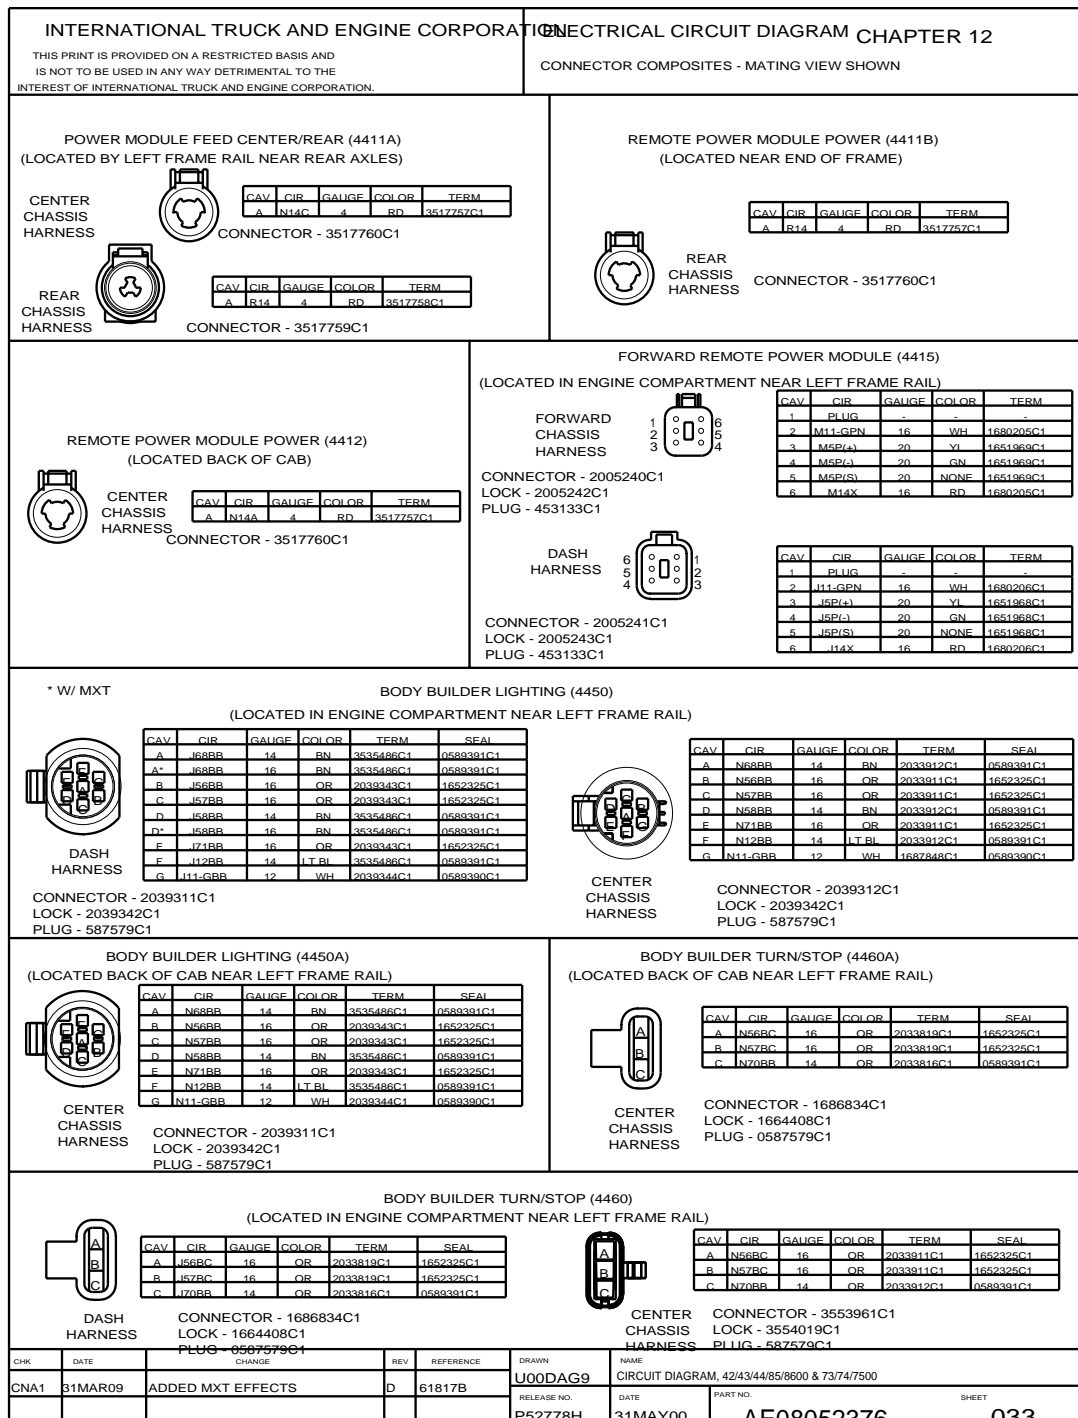 INTERNATIONAL TRUCK AND ENGINE CORPORATION
THIS PRINT IS PROVIDED ON A RESTRICTED BASIS AND
IS NOT TO BE USED IN ANY WAY DETRIMENTAL TO THE
INTEREST OF INTERNATIONAL TRUCK AND ENGINE CORPORATION.
ELECTRICAL CIRCUIT DIAGRAM CHAPTER 12
CONNECTOR COMPOSITES - MATING VIEW SHOWN
POWER MODULE FEED CENTER/REAR (4411A)
(LOCATED BY LEFT FRAME RAIL NEAR REAR AXLES)
CENTER
CHASSIS
HARNESS
CAV CIR GAUGE COLOR TERM
A N14C 4 RD 3517757C1
CONNECTOR - 3517760C1
REAR
CHASSIS
HARNESS
CAV CIR GAUGE COLOR TERM
A R14 4 RD 3517758C1
CONNECTOR - 3517759C1
REMOTE POWER MODULE POWER (4411B)
(LOCATED NEAR END OF FRAME)
CAV CIR GAUGE COLOR TERM
A R14 4 RD 3517757C1
REAR
CHASSIS
HARNESS
CONNECTOR - 3517760C1
REMOTE POWER MODULE POWER (4412)
(LOCATED BACK OF CAB)
CENTER
CHASSIS
HARNESS
CAV CIR GAUGE COLOR TERM
A N14A 4 RD 3517757C1
CONNECTOR - 3517760C1
FORWARD REMOTE POWER MODULE (4415)
(LOCATED IN ENGINE COMPARTMENT NEAR LEFT FRAME RAIL)
FORWARD
CHASSIS
HARNESS
1 6
2 5
3 4
CONNECTOR - 2005240C1
LOCK - 2005242C1
PLUG - 453133C1
CAV CIR GAUGE COLOR TERM
1 PLUG - - -
2 M11-GPN 16 WH 1680205C1
3 M5P(+) 20 YL 1651969C1
4 M5P(-) 20 GN 1651969C1
5 M5P(S) 20 NONE 1651969C1
6 M14X 16 RD 1680205C1
DASH
HARNESS
6 1
5 2
4 3
CONNECTOR - 2005241C1
LOCK - 2005243C1
PLUG - 453133C1
CAV CIR GAUGE COLOR TERM
1 PLUG - - -
2 J11-GPN 16 WH 1680206C1
3 J5P(+) 20 YL 1651968C1
4 J5P(-) 20 GN 1651968C1
5 J5P(S) 20 NONE 1651968C1
6 J14X 16 RD 1680206C1
* W/ MXT
BODY BUILDER LIGHTING (4450)
(LOCATED IN ENGINE COMPARTMENT NEAR LEFT FRAME RAIL)
CAV CIR GAUGE COLOR TERM SEAL
A J68BB 14 BN 3535486C1 0589391C1
A* J68BB 16 BN 3535486C1 0589391C1
B J56BB 16 OR 2039343C1 1652325C1
C J57BB 16 OR 2039343C1 1652325C1
D J58BB 14 BN 3535486C1 0589391C1
D* J58BB 16 BN 3535486C1 0589391C1
E J71BB 16 OR 2039343C1 1652325C1
F J12BB 14 LT BL 3535486C1 0589391C1
G J11-GBB 12 WH 2039344C1 0589390C1
DASH
HARNESS
CONNECTOR - 2039311C1
LOCK - 2039342C1
PLUG - 587579C1
CAV CIR GAUGE COLOR TERM SEAL
A N68BB 14 BN 2033912C1 0589391C1
B N56BB 16 OR 2033911C1 1652325C1
C N57BB 16 OR 2033911C1 1652325C1
D N58BB 14 BN 2033912C1 0589391C1
E N71BB 16 OR 2033911C1 1652325C1
F N12BB 14 LT BL 2033912C1 0589391C1
G N11-GBB 12 WH 1687848C1 0589390C1
CENTER
CHASSIS
HARNESS
CONNECTOR - 2039312C1
LOCK - 2039342C1
PLUG - 587579C1
BODY BUILDER LIGHTING (4450A)
(LOCATED BACK OF CAB NEAR LEFT FRAME RAIL)
CAV CIR GAUGE COLOR TERM SEAL
A N68BB 14 BN 3535486C1 0589391C1
B N56BB 16 OR 2039343C1 1652325C1
C N57BB 16 OR 2039343C1 1652325C1
D N58BB 14 BN 3535486C1 0589391C1
E N71BB 16 OR 2039343C1 1652325C1
F N12BB 14 LT BL 3535486C1 0589391C1
G N11-GBB 12 WH 2039344C1 0589390C1
CENTER
CHASSIS
HARNESS
CONNECTOR - 2039311C1
LOCK - 2039342C1
PLUG - 587579C1
BODY BUILDER TURN/STOP (4460A)
(LOCATED BACK OF CAB NEAR LEFT FRAME RAIL)
A
B
C
CAV CIR GAUGE COLOR TERM SEAL
A N56BC 16 OR 2033819C1 1652325C1
B N57BC 16 OR 2033819C1 1652325C1
C N70BB 14 OR 2033816C1 0589391C1
CENTER
CHASSIS
HARNESS
CONNECTOR - 1686834C1
LOCK - 1664408C1
PLUG - 0587579C1
BODY BUILDER TURN/STOP (4460)
(LOCATED IN ENGINE COMPARTMENT NEAR LEFT FRAME RAIL)
A
B
C
CAV CIR GAUGE COLOR TERM SEAL
A J56BC 16 OR 2033819C1 1652325C1
B J57BC 16 OR 2033819C1 1652325C1
C J70BB 14 OR 2033816C1 0589391C1
DASH
HARNESS
CONNECTOR - 1686834C1
LOCK - 1664408C1
PLUG - 0587579C1
A
B
C
CAV CIR GAUGE COLOR TERM SEAL
A N56BC 16 OR 2033911C1 1652325C1
B N57BC 16 OR 2033911C1 1652325C1
C N70BB 14 OR 2033912C1 0589391C1
CENTER
CHASSIS
HARNESS
CONNECTOR - 3553961C1
LOCK - 3554019C1
PLUG - 587579C1
CHK DATE CHANGE REV REFERENCE
CNA1 31MAR09 ADDED MXT EFFECTS D 61817B
DRAWN
U00DAG9
NAME
CIRCUIT DIAGRAM, 42/43/44/85/8600 & 73/74/7500
RELEASE NO.
P52778H
DATE
31MAY00
PART NO.
AE08052376
SHEET
033